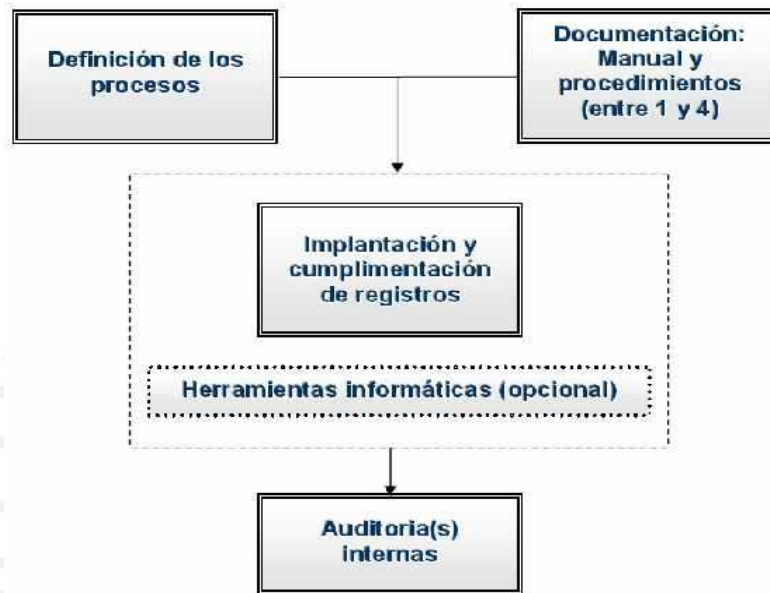 Definición de los
procesos
Documentación:
Manual y
procedimientos
(entre 1 y 4)
Implantación y
cumplimentación
de registros
Herramientas informáticas (opcional)
Auditoria(s)
internas